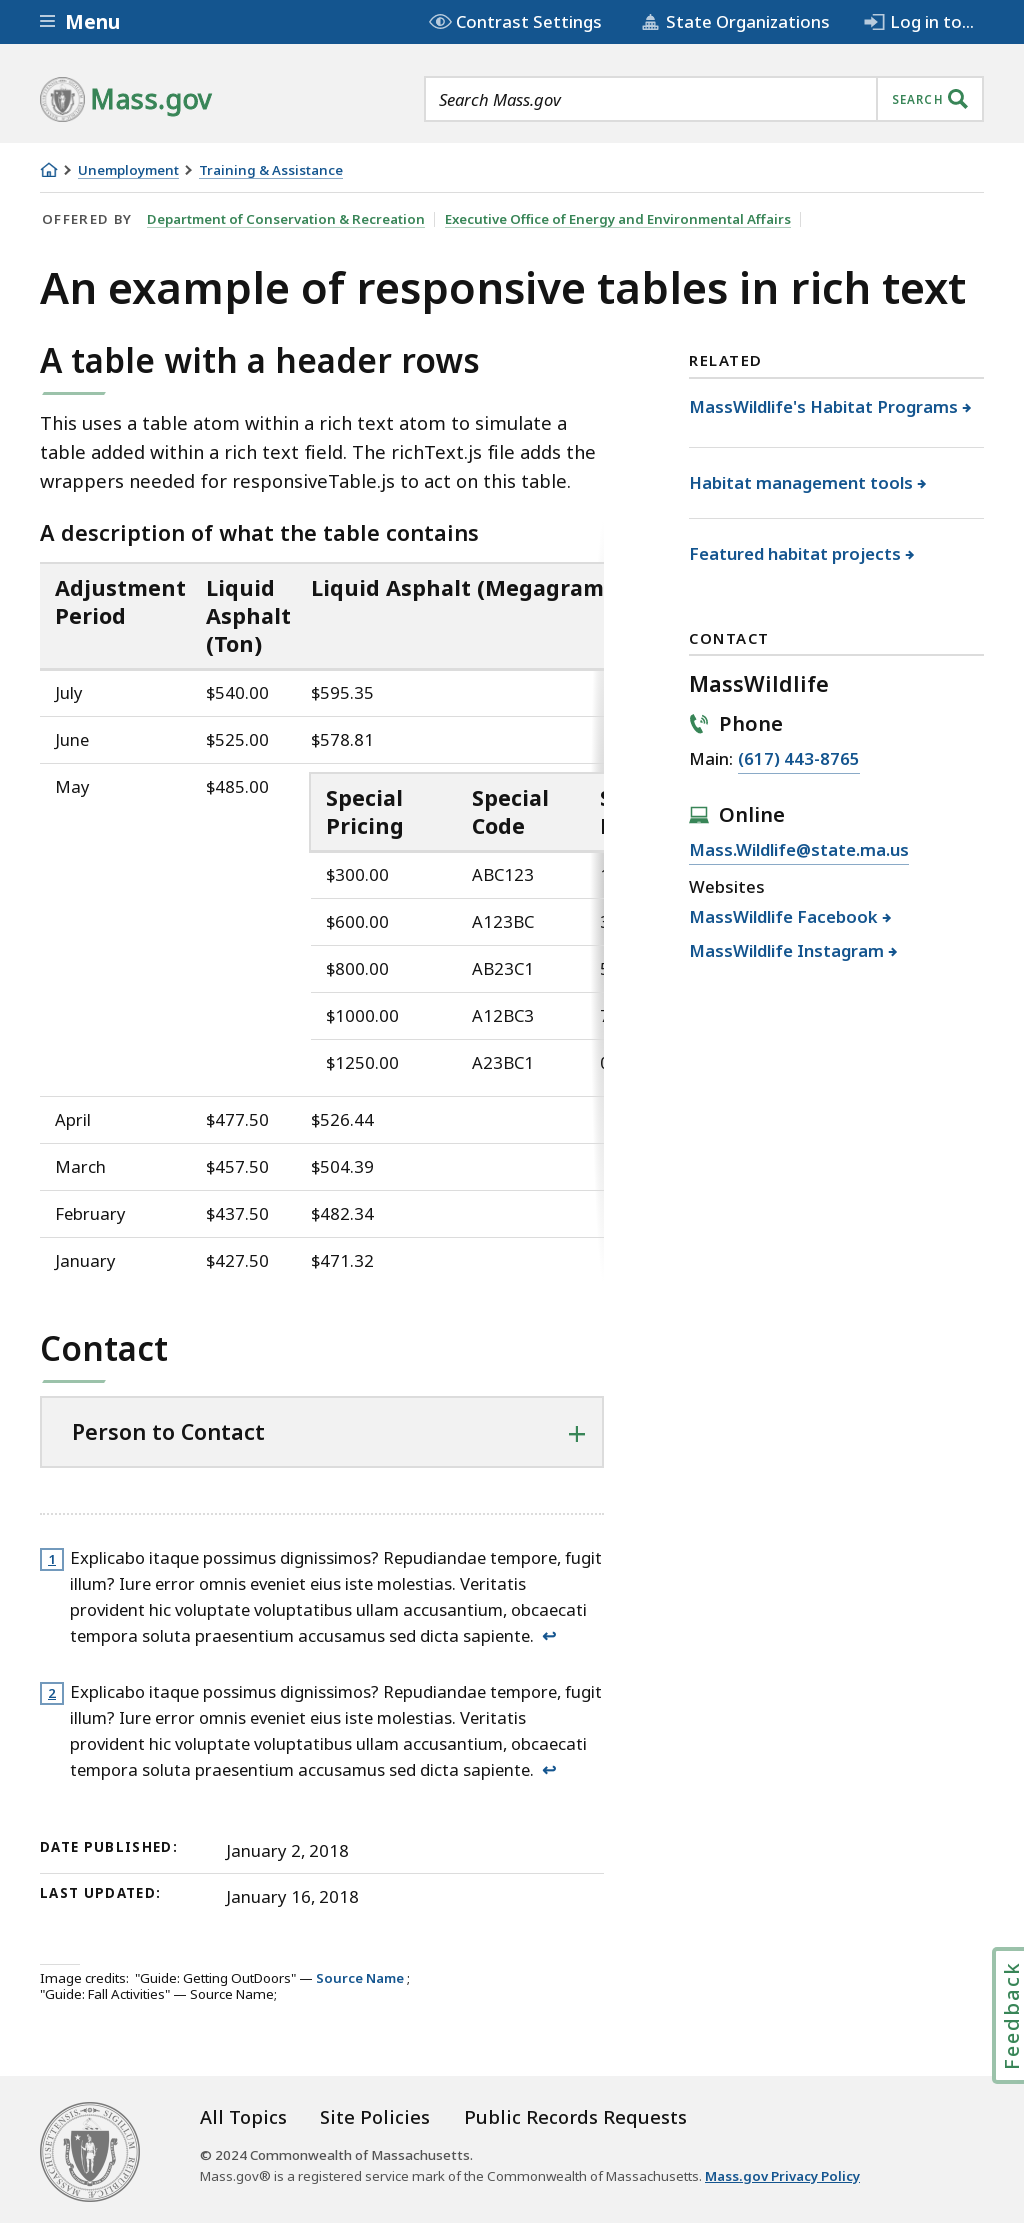 Menu
Contrast Settings
State Organizations
Log in to...
Mass.gov
Search Mass.gov
SEARCH
Unemployment
Training & Assistance
OFFERED BY Department of Conservation & Recreation Executive Office of Energy and Environmental Affairs
An example of responsive tables in rich text
A table with a header rows
This uses a table atom within a rich text atom to simulate a
table added within a rich text field. The richText.js file adds the
wrappers needed for responsiveTable.js to act on this table.
A description of what the table contains
Adjustment Liquid Liquid Asphalt (Megagram
Period Asphalt
(Ton)
July $540.00 $595.35
June $525.00 $578.81
May $485.00
Special Special
Pricing Code
$300.00 ABC123
$600.00 A123BC
$800.00 AB23C1
$1000.00 A12BC3
$1250.00 A23BC1
April $477.50 $526.44
March $457.50 $504.39
February $437.50 $482.34
January $427.50 $471.32
RELATED
MassWildlife's Habitat Programs
Habitat management tools
Featured habitat projects
CONTACT
MassWildlife
Phone
Main: (617) 443-8765
Online
Mass.Wildlife@state.ma.us
Websites
MassWildlife Facebook
MassWildlife Instagram
Contact
Person to Contact
1 Explicabo itaque possimus dignissimos? Repudiandae tempore, fugit
illum? Iure error omnis eveniet eius iste molestias. Veritatis
provident hic voluptate voluptatibus ullam accusantium, obcaecati
tempora soluta praesentium accusamus sed dicta sapiente. ↩
2 Explicabo itaque possimus dignissimos? Repudiandae tempore, fugit
illum? Iure error omnis eveniet eius iste molestias. Veritatis
provident hic voluptate voluptatibus ullam accusantium, obcaecati
tempora soluta praesentium accusamus sed dicta sapiente. ↩
DATE PUBLISHED: January 2, 2018
LAST UPDATED: January 16, 2018
Image credits: "Guide: Getting OutDoors" — Source Name ;
"Guide: Fall Activities" — Source Name;
Feedback
All Topics
Site Policies
Public Records Requests
© 2024 Commonwealth of Massachusetts.
Mass.gov® is a registered service mark of the Commonwealth of Massachusetts. Mass.gov Privacy Policy